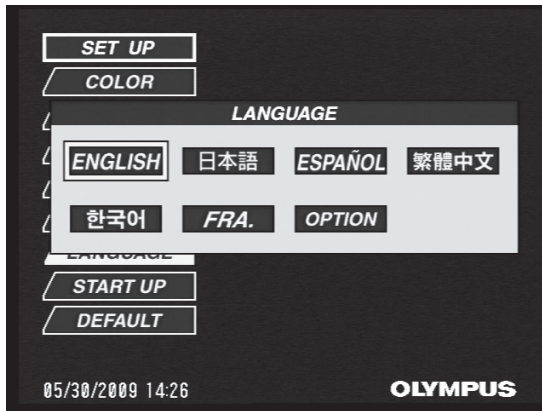 SET UP
COLOR
LANGUAGE
ENGLISH 日本語 ESPAÑOL 繁體中文
한국어 FRA. OPTION
LANGUAGE
START UP
DEFAULT
05/30/2009 14:26 OLYMPUS